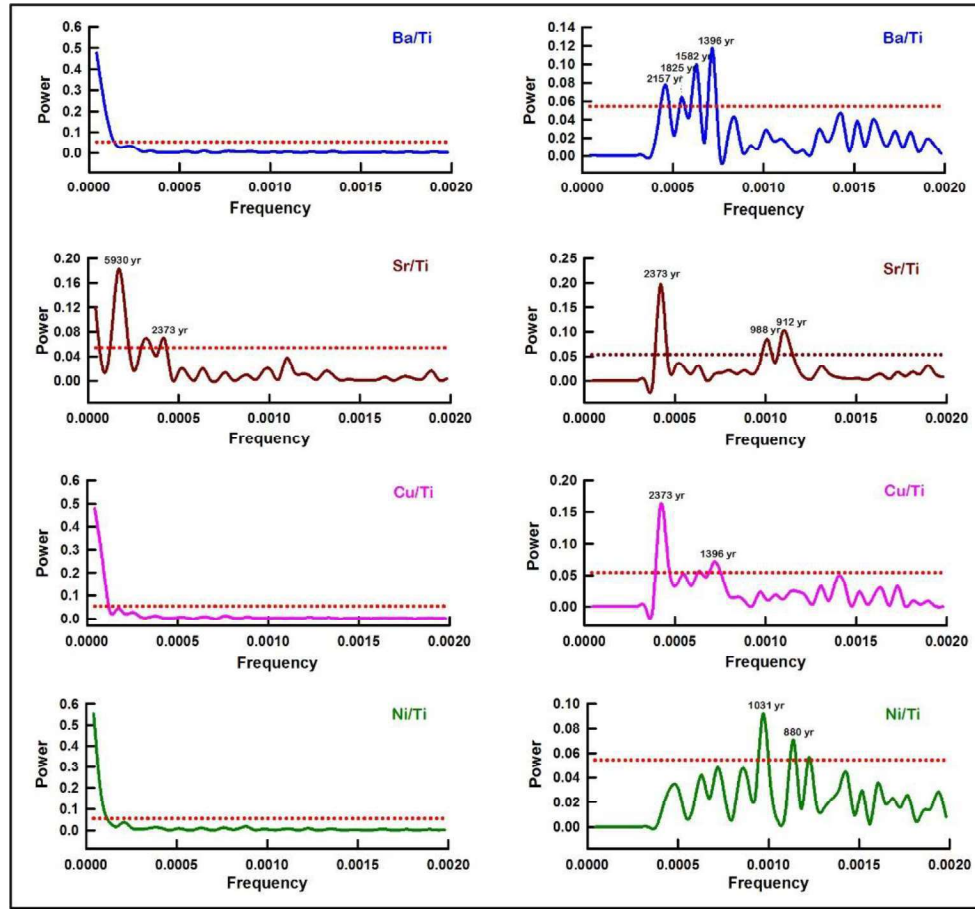 0.6
Ba/Ti
0.5
0.4
0.3
0.2
0.1
0.0
Power
0.0000 0.0005 0.0010 0.0015 0.0020
Frequency
0.14
1396 yr
Ba/Ti
0.12
1582 yr
0.10
1825 yr
2157 yr
0.08
0.06
0.04
0.02
0.00
Power
0.0000 0.0005 0.0010 0.0015 0.0020
Frequency
0.20
5930 yr
Sr/Ti
0.16
0.12
0.08
2373 yr
0.04
0.00
Power
0.0000 0.0005 0.0010 0.0015 0.0020
Frequency
0.25
2373 yr
Sr/Ti
0.20
0.15
988 yr
912 yr
0.10
0.05
0.00
Power
0.0000 0.0005 0.0010 0.0015 0.0020
Frequency
0.6
Cu/Ti
0.5
0.4
0.3
0.2
0.1
0.0
Power
0.0000 0.0005 0.0010 0.0015 0.0020
Frequency
0.20
2373 yr
Cu/Ti
0.15
0.10
1396 yr
0.05
0.00
Power
0.0000 0.0005 0.0010 0.0015 0.0020
Frequency
0.6
Ni/Ti
0.5
0.4
0.3
0.2
0.1
0.0
Power
0.0000 0.0005 0.0010 0.0015 0.0020
Frequency
0.10
1031 yr
Ni/Ti
0.08
880 yr
0.06
0.04
0.02
0.00
Power
0.0000 0.0005 0.0010 0.0015 0.0020
Frequency